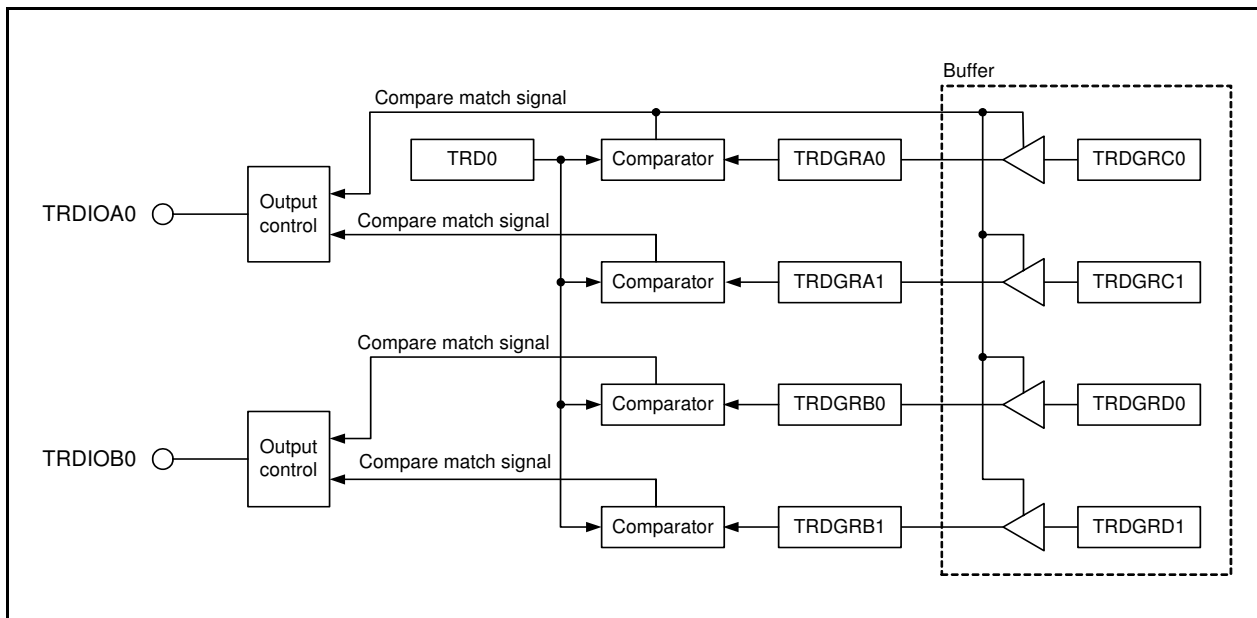 Buffer
Compare match signal
TRD0
Comparator
TRDGRA0
TRDGRC0
TRDIOA0
Output
control
Compare match signal
Comparator
TRDGRA1
TRDGRC1
Compare match signal
Comparator
TRDGRB0
TRDGRD0
TRDIOB0
Output
control
Compare match signal
Comparator
TRDGRB1
TRDGRD1